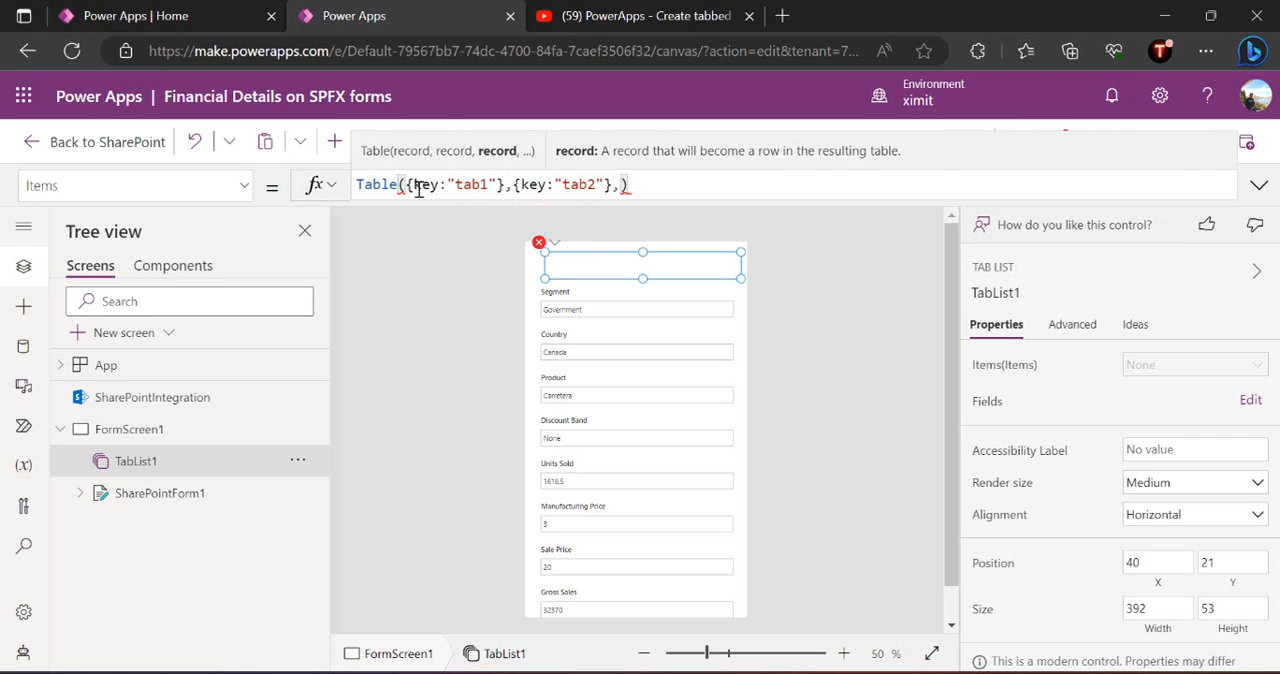 Power Apps | Home
Power Apps
(59) PowerApps - Create tabbed
https://make.powerapps.com/e/Default-79567bb7-74dc-4700-84fa-7caef3506f32/canvas/?action=edit&tenant=7...
Power Apps | Financial Details on SPFX forms
Environment
ximit
Back to SharePoint
Table(record, record, record, ...)
record: A record that will become a row in the resulting table.
Items
=
fx
Table({key:"tab1"},{key:"tab2"},)
Tree view
Screens
Components
Search
New screen
App
SharePointIntegration
FormScreen1
TabList1
SharePointForm1
Segment
Government
Country
Canada
Product
Carretera
Discount Band
None
Units Sold
1618.5
Manufacturing Price
3
Sale Price
20
Gross Sales
32370
FormScreen1
TabList1
50 %
How do you like this control?
TAB LIST
TabList1
Properties
Advanced
Ideas
Items(Items)
None
Fields
Edit
Accessibility Label
No value
Render size
Medium
Alignment
Horizontal
Position
40
21
X
Y
Size
392
53
Width
Height
This is a modern control. Properties may differ